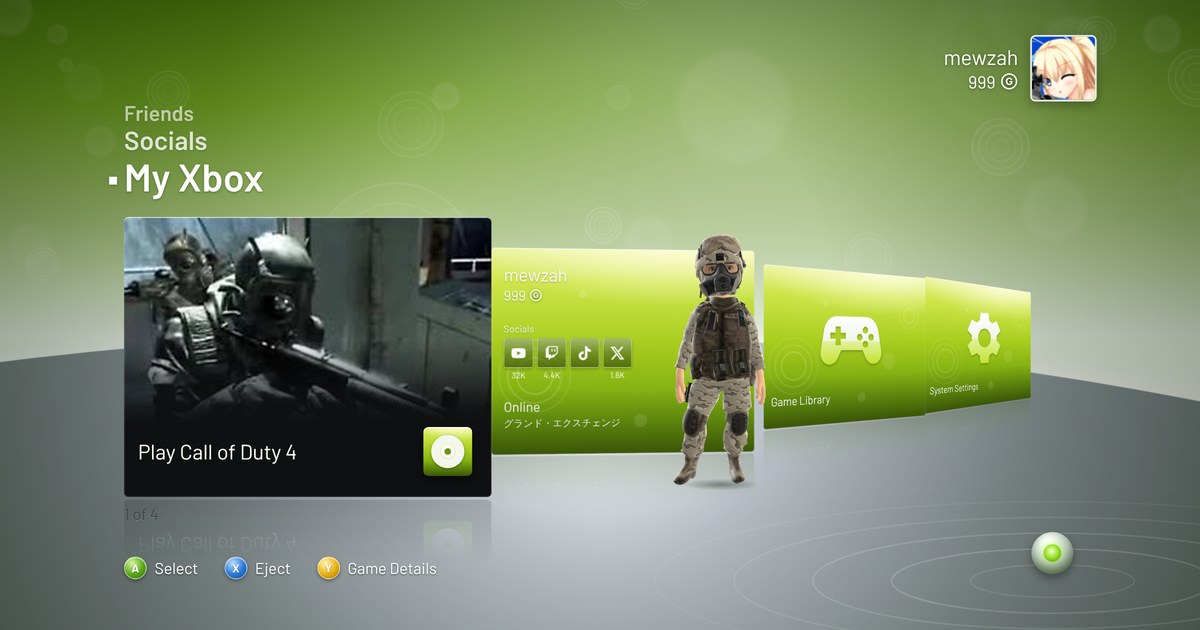 mewzah
999 G
Friends
Socials
My Xbox
mewzah
999 G
Socials
32K 4.4K 1.6K
Online
グランド・エクスチェンジ
Game Library
System Settings
Play Call of Duty 4
1 of 4
A Select X Eject Y Game Details